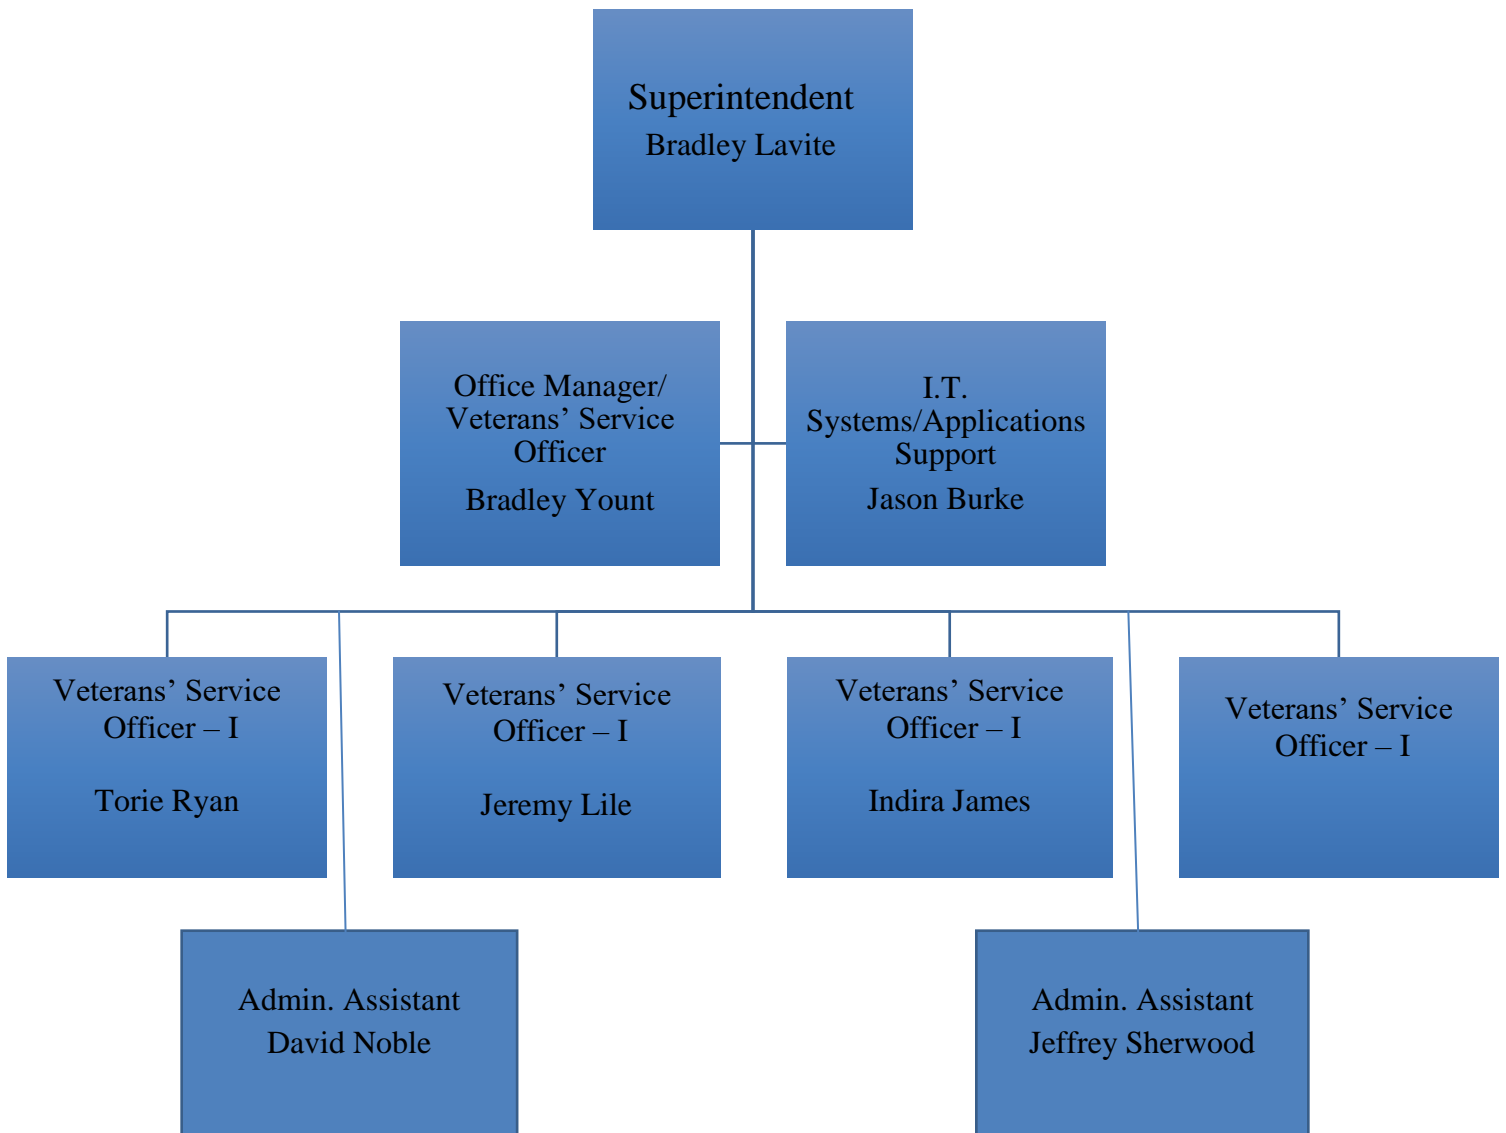 Superintendent
Bradley Lavite
Office Manager/
Veterans’ Service
Officer
Bradley Yount
I.T.
Systems/Applications
Support
Jason Burke
Veterans’ Service
Officer – I
Torie Ryan
Veterans’ Service
Officer – I
Jeremy Lile
Veterans’ Service
Officer – I
Indira James
Veterans’ Service
Officer – I
Admin. Assistant
David Noble
Admin. Assistant
Jeffrey Sherwood